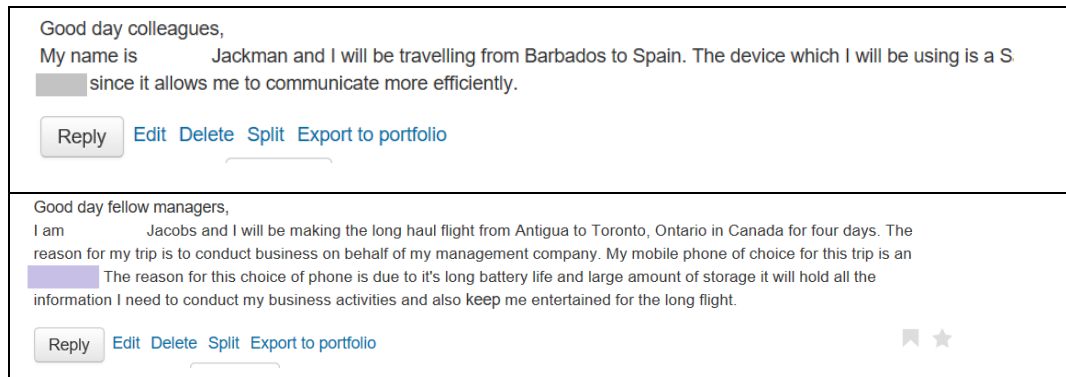 Good day colleagues,
My name is Jackman and I will be travelling from Barbados to Spain. The device which I will be using is a S
since it allows me to communicate more efficiently.
Reply Edit Delete Split Export to portfolio
Good day fellow managers,
I am Jacobs and I will be making the long haul flight from Antigua to Toronto, Ontario in Canada for four days. The
reason for my trip is to conduct business on behalf of my management company. My mobile phone of choice for this trip is an
The reason for this choice of phone is due to it's long battery life and large amount of storage it will hold all the
information I need to conduct my business activities and also keep me entertained for the long flight.
Reply Edit Delete Split Export to portfolio